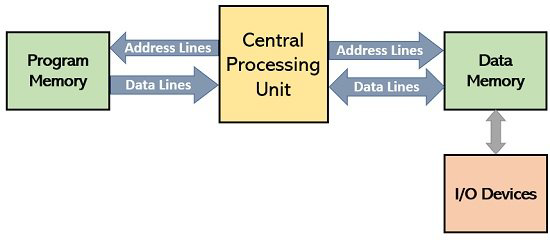 Program
Memory
Address Lines
Data Lines
Central
Processing
Unit
Address Lines
Data Lines
Data
Memory
I/O Devices